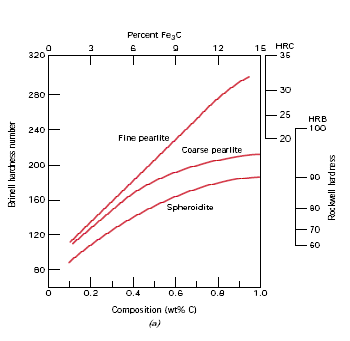 Percent Fe3C
0 3 6 9 12 15
HRC
320 35
280 30
25
240 20
HRB
100
Fine pearlite
Coarse pearlite
200
90
Brinell hardness number
Rockwell hardness
160 Spheroidite 80
120 70
60
80
0 0.2 0.4 0.6 0.8 1.0
Composition (wt% C)
(a)